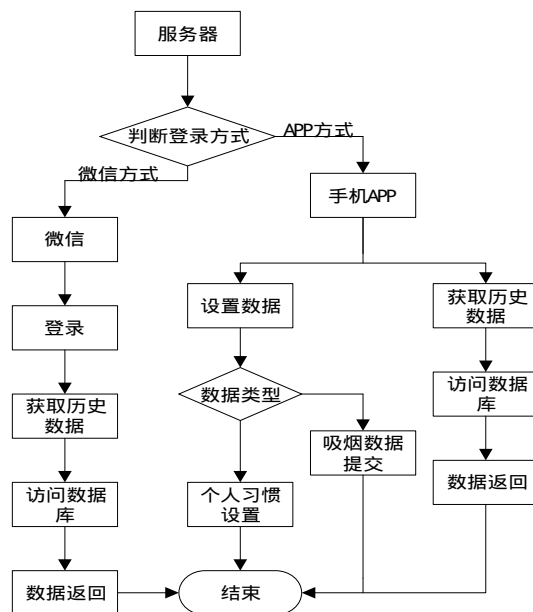 服务器
判断登录方式
APP方式
微信方式
手机APP
微信
设置数据
获取历史
数据
登录
数据类型
访问数据
库
获取历史
数据
吸烟数据
提交
数据返回
访问数据
库
个人习惯
设置
数据返回
结束